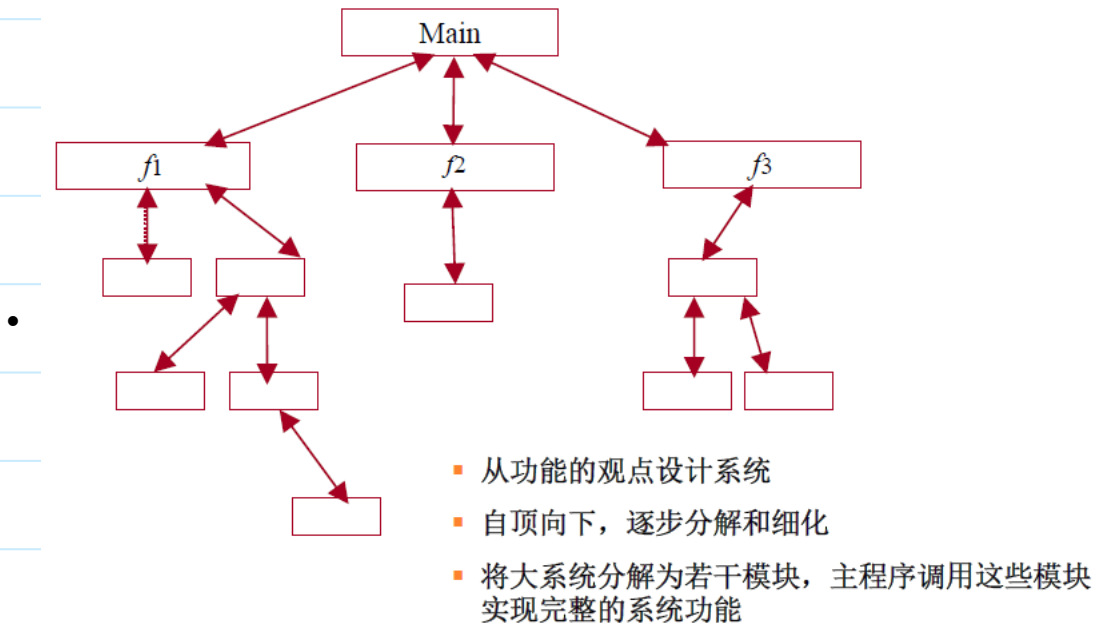 Main
f1
f2
f3
从功能的观点设计系统
自顶向下，逐步分解和细化
将大系统分解为若干模块，主程序调用这些模块
实现完整的系统功能